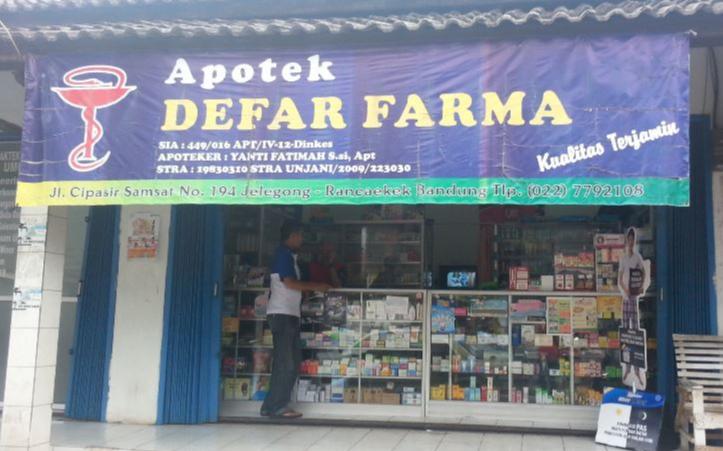 Apotek
DEFAR FARMA
SIA : 449/016 APT/IV-12-Dinkes
APOTEKER : YANTI FATIMAH S.si, Apt
STRA : 19830310 STRA UNJANI/2009/223030
Kualitas Terjamin
Jl. Cipasir Samsat No. 194 Jelegong - Rancaekek Bandung Tlp. (022) 7792108